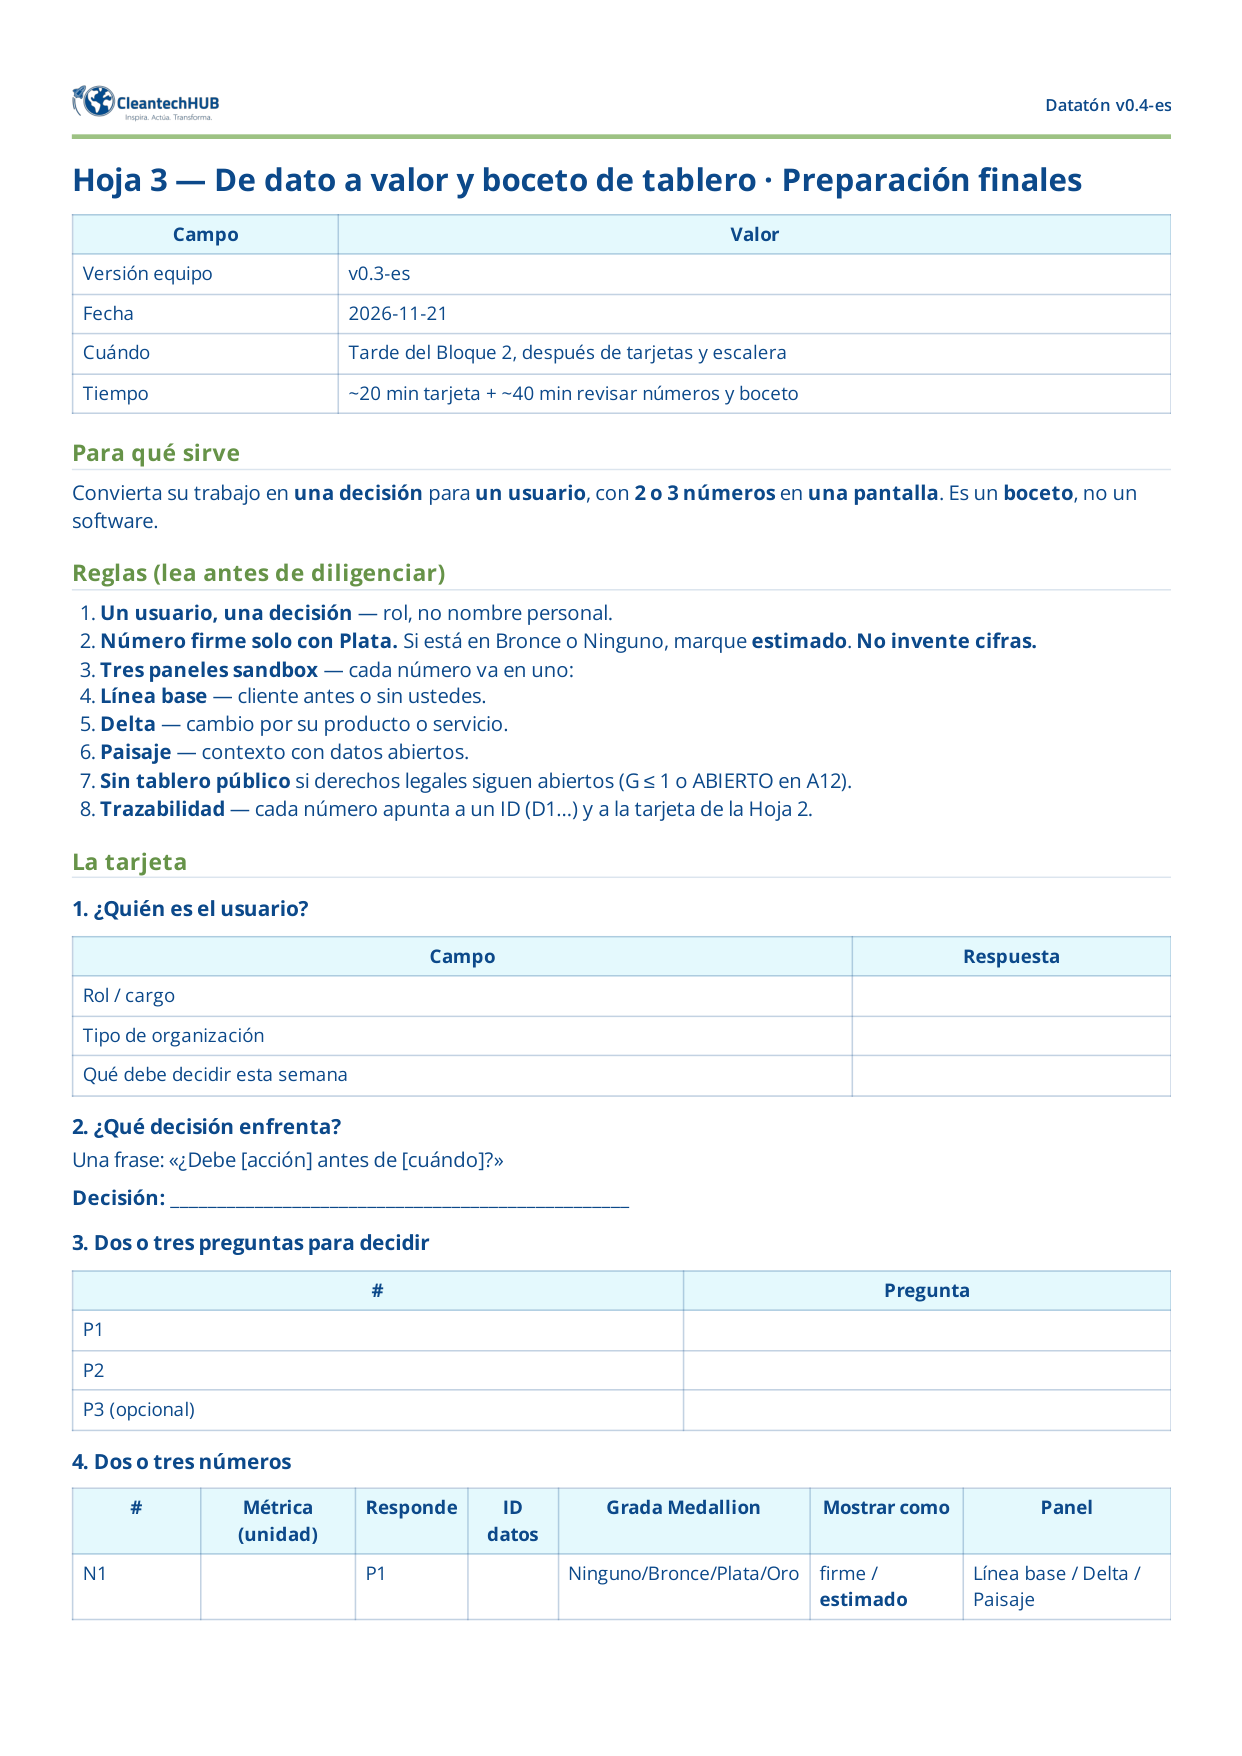 CleantechHUB
Inspira. Actúa. Transforma.
Datatón v0.4-es
Hoja 3 — De dato a valor y boceto de tablero · Preparación finales
Campo Valor
Versión equipo v0.3-es
Fecha 2026-11-21
Cuándo Tarde del Bloque 2, después de tarjetas y escalera
Tiempo ~20 min tarjeta + ~40 min revisar números y boceto
Para qué sirve
Convierta su trabajo en una decisión para un usuario, con 2 o 3 números en una pantalla. Es un boceto, no un
software.
Reglas (lea antes de diligenciar)
1. Un usuario, una decisión — rol, no nombre personal.
2. Número firme solo con Plata. Si está en Bronce o Ninguno, marque estimado. No invente cifras.
3. Tres paneles sandbox — cada número va en uno:
4. Línea base — cliente antes o sin ustedes.
5. Delta — cambio por su producto o servicio.
6. Paisaje — contexto con datos abiertos.
7. Sin tablero público si derechos legales siguen abiertos (G ≤ 1 o ABIERTO en A12).
8. Trazabilidad — cada número apunta a un ID (D1…) y a la tarjeta de la Hoja 2.
La tarjeta
1. ¿Quién es el usuario?
Campo Respuesta
Rol / cargo
Tipo de organización
Qué debe decidir esta semana
2. ¿Qué decisión enfrenta?
Una frase: «¿Debe [acción] antes de [cuándo]?»
Decisión: _________________________________________________
3. Dos o tres preguntas para decidir
# Pregunta
P1
P2
P3 (opcional)
4. Dos o tres números
# Métrica (unidad) Responde ID datos Grada Medallion Mostrar como Panel
N1 P1 Ninguno/Bronce/Plata/Oro firme / estimado Línea base / Delta / Paisaje